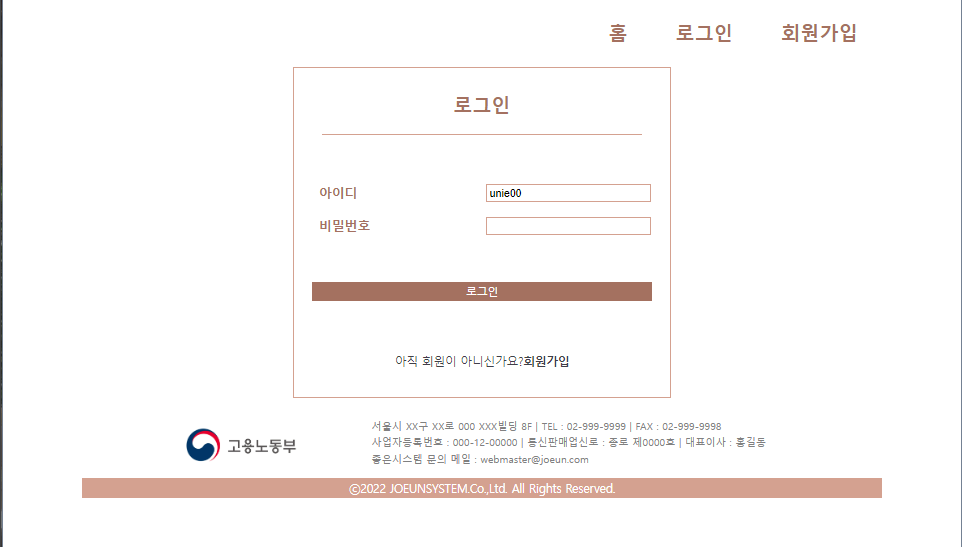 홈 로그인 회원가입
로그인
아이디 unie00
비밀번호
로그인
아직 회원이 아니신가요?회원가입
고용노동부
서울시 XX구 XX로 000 XXX빌딩 8F | TEL : 02-999-9999 | FAX : 02-999-9998
사업자등록번호 : 000-12-00000 | 통신판매업신로 : 종로 제0000호 | 대표이사 : 홍길동
좋은시스템 문의 메일 : webmaster@joeun.com
©2022 JOEUNSYSTEM.Co.,Ltd. All Rights Reserved.